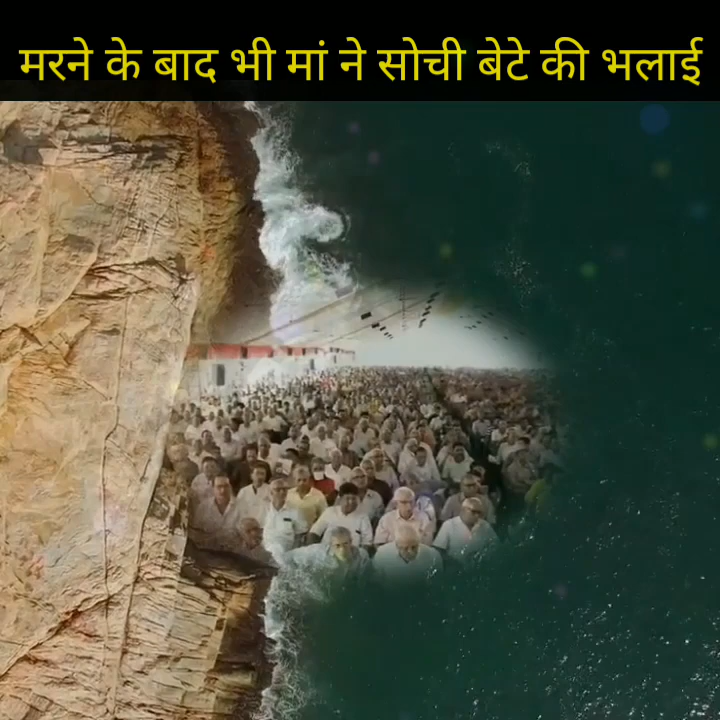 मरने के बाद भी मां ने सोची बेटे की भलाई